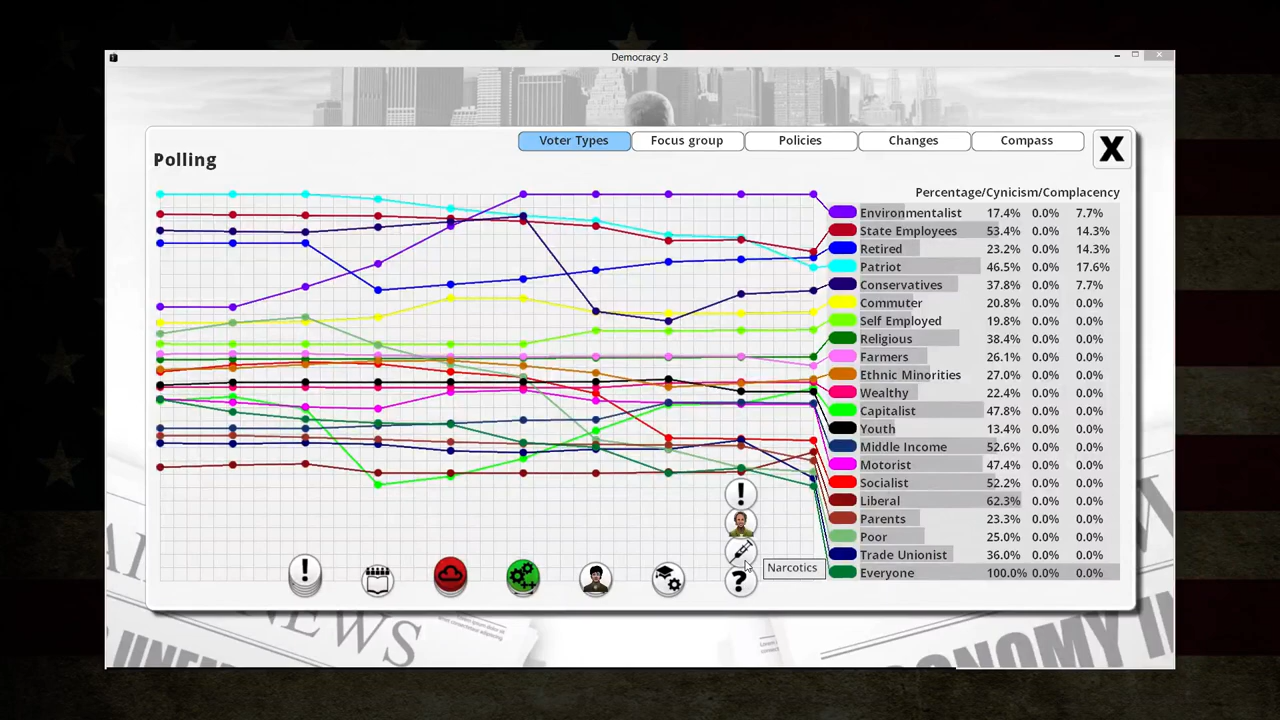 Democracy 3
Voter Types
Focus group
Policies
Changes
Compass
X
Polling
Percentage/Cynicism/Complacency
Environmentalist 17.4% 0.0% 7.7%
State Employees 53.4% 0.0% 14.3%
Retired 23.2% 0.0% 14.3%
Patriot 46.5% 0.0% 17.6%
Conservatives 37.8% 0.0% 7.7%
Commuter 20.8% 0.0% 0.0%
Self Employed 19.8% 0.0% 0.0%
Religious 38.4% 0.0% 0.0%
Farmers 26.1% 0.0% 0.0%
Ethnic Minorities 27.0% 0.0% 0.0%
Wealthy 22.4% 0.0% 0.0%
Capitalist 47.8% 0.0% 0.0%
Youth 13.4% 0.0% 0.0%
Middle Income 52.6% 0.0% 0.0%
Motorist 47.4% 0.0% 0.0%
Socialist 52.2% 0.0% 0.0%
Liberal 62.3% 0.0% 0.0%
Parents 23.3% 0.0% 0.0%
Poor 25.0% 0.0% 0.0%
Trade Unionist 36.0% 0.0% 0.0%
Everyone 100.0% 0.0% 0.0%
!
!
Narcotics
?
NEWS